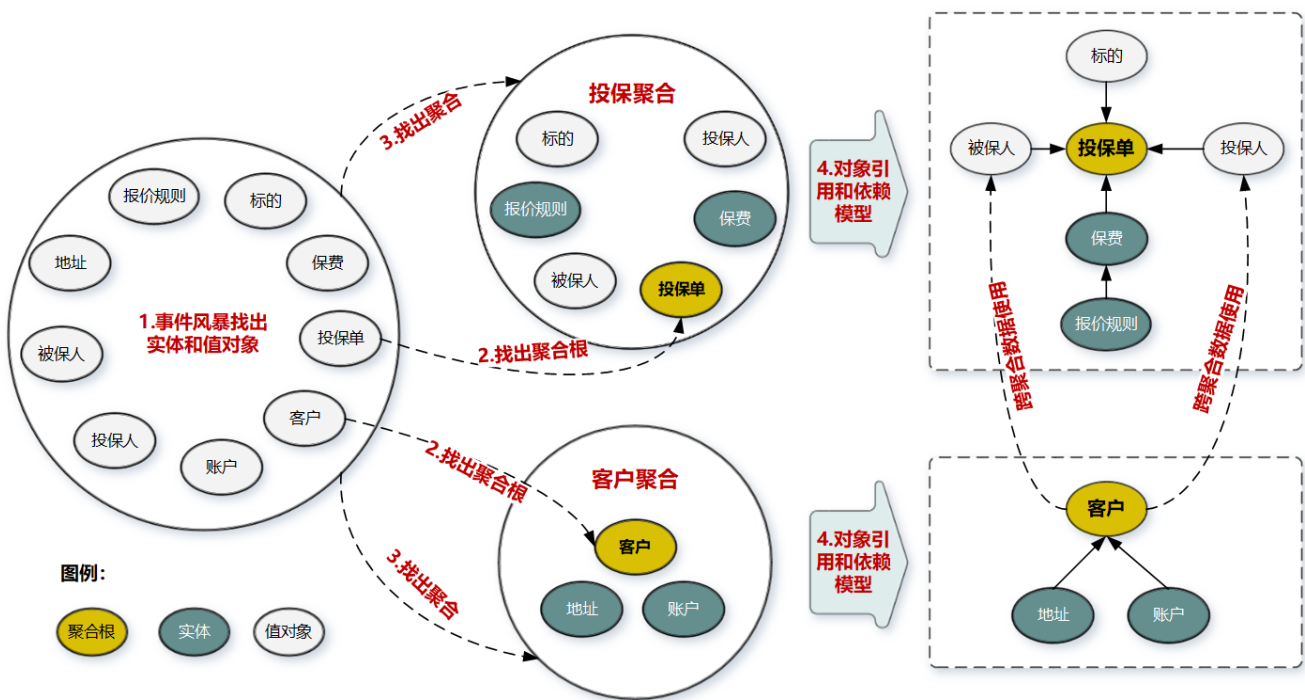 报价规则
标的
地址
保费
1.事件风暴找出
实体和值对象
投保单
被保人
客户
投保人
账户
3.找出聚合
2.找出聚合根
2.找出聚合根
3.找出聚合
投保聚合
标的
投保人
报价规则
保费
被保人
投保单
客户聚合
客户
地址
账户
4.对象引
用和依赖
模型
4.对象引
用和依赖
模型
标的
被保人
投保单
投保人
保费
报价规则
跨聚合数据使用
跨聚合数据使用
客户
地址
账户
图例：
聚合根
实体
值对象